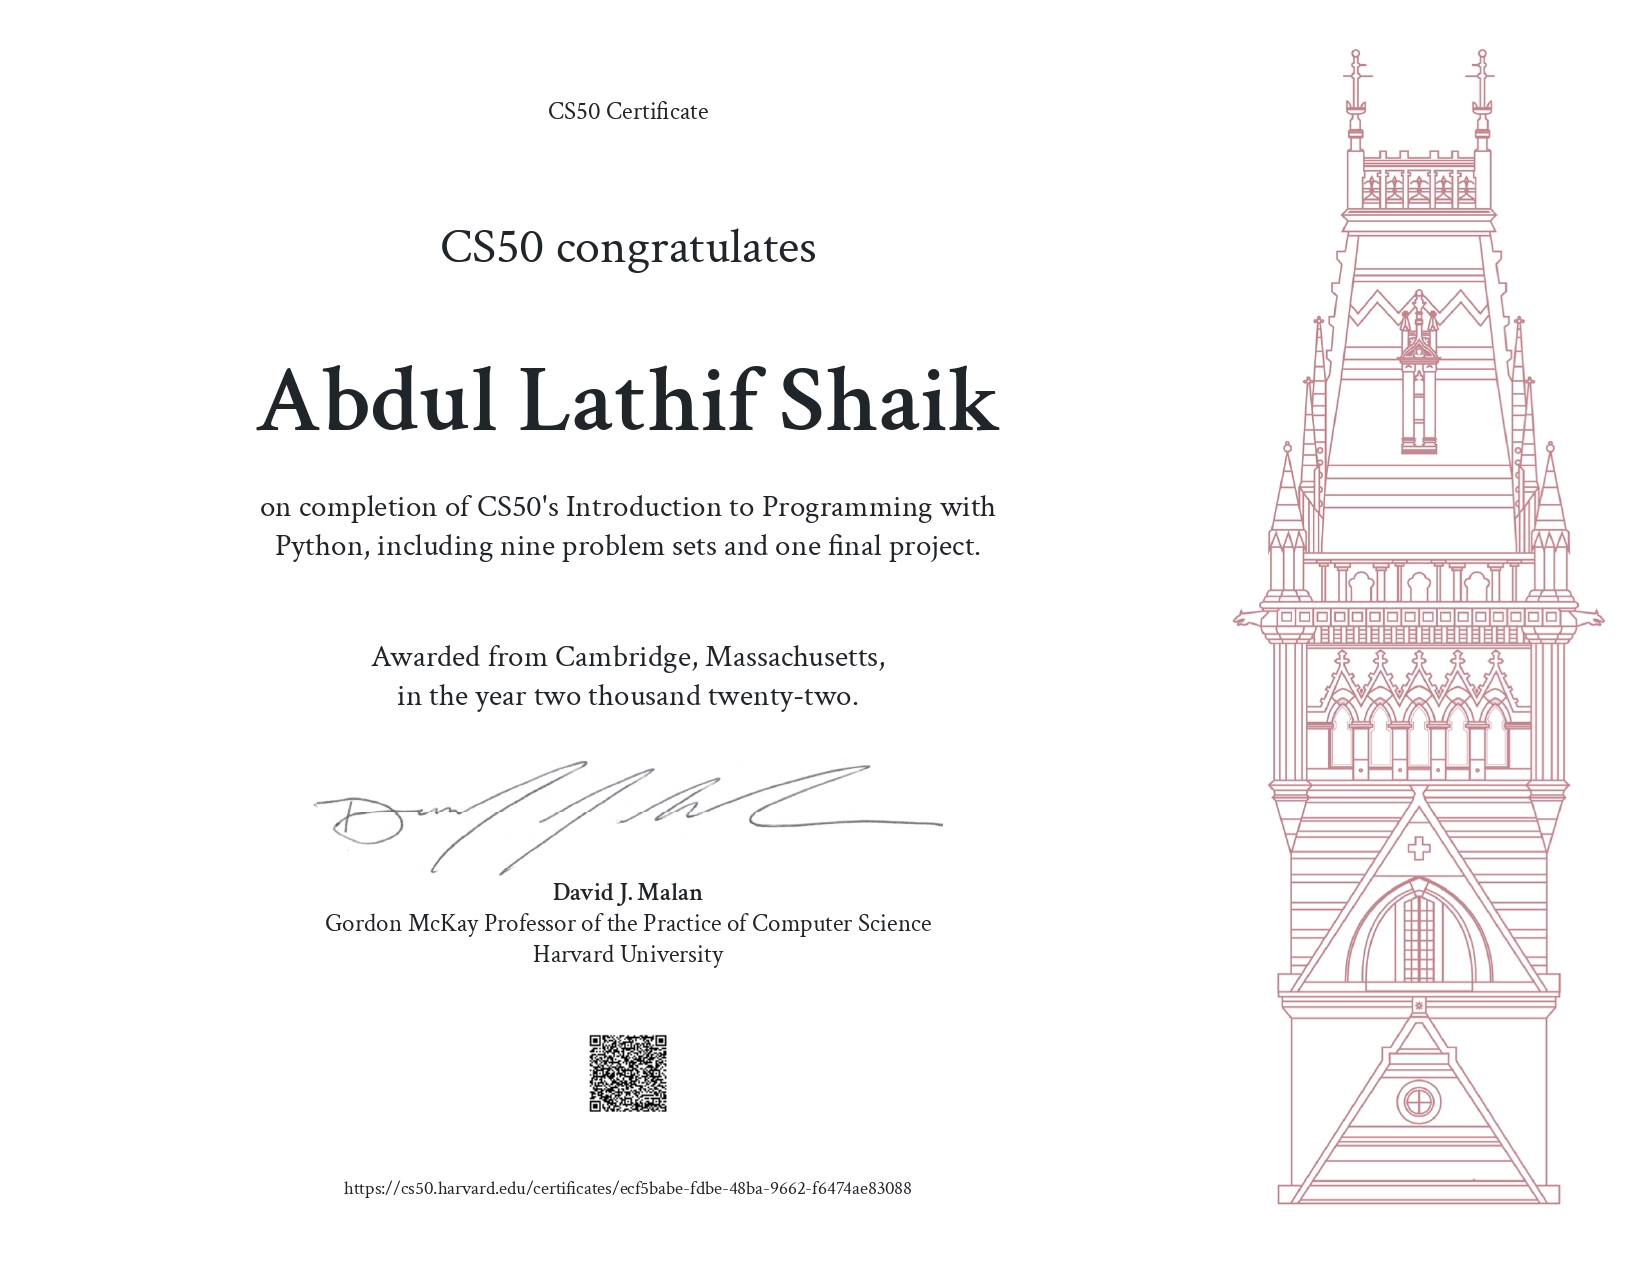 CS50 Certificate
CS50 congratulates
Abdul Lathif Shaik
on completion of CS50's Introduction to Programming with
Python, including nine problem sets and one final project.
Awarded from Cambridge, Massachusetts,
in the year two thousand twenty-two.
David J. Malan
Gordon McKay Professor of the Practice of Computer Science
Harvard University
https://cs50.harvard.edu/certificates/ecf5babe-fdbe-48ba-9662-f6474ae83088